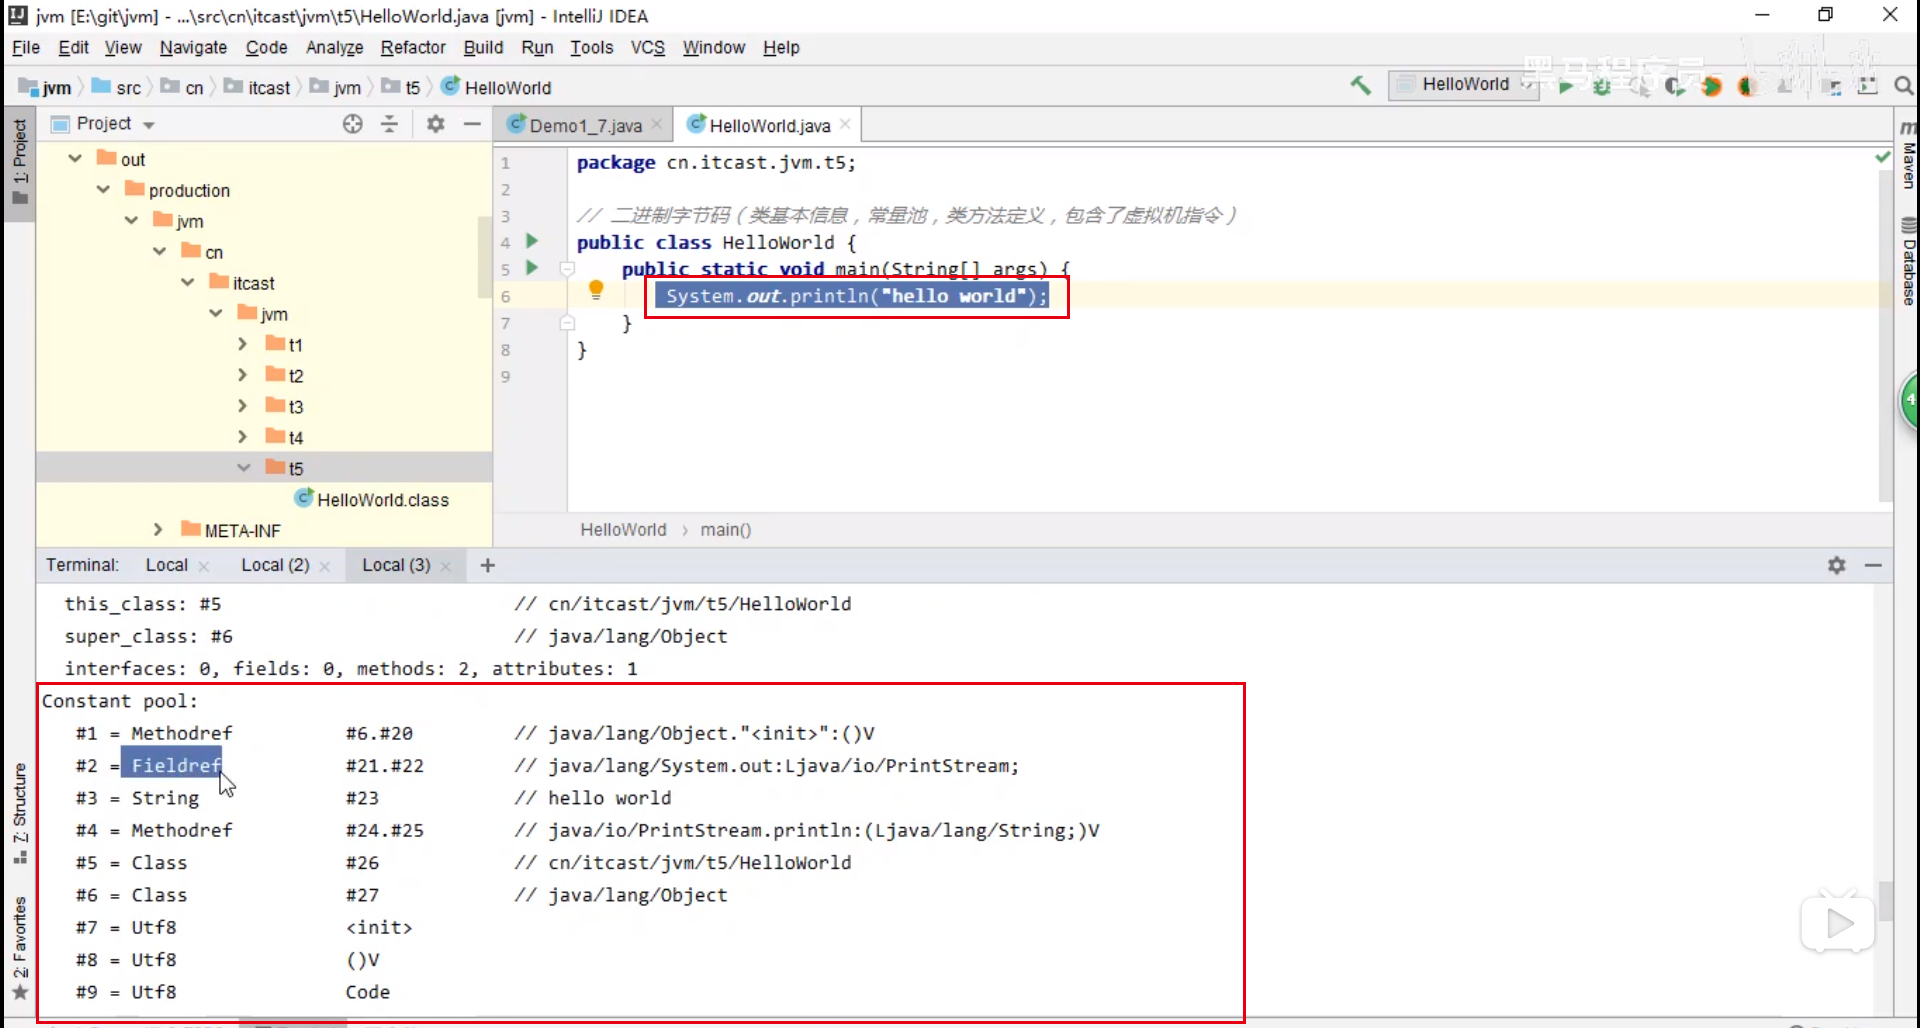 jvm [E:\git\jvm] - ...\src\cn\itcast\jvm\t5\HelloWorld.java [jvm] - IntelliJ IDEA
File Edit View Navigate Code Analyze Refactor Build Run Tools VCS Window Help
黑马程序员
jvm src cn itcast jvm t5 HelloWorld
HelloWorld
1: Project
Project
Demo1_7.java
HelloWorld.java
out
production
jvm
cn
itcast
jvm
t1
t2
t3
t4
t5
HelloWorld.class
META-INF
1 package cn.itcast.jvm.t5;
2
3 // 二进制字节码（类基本信息，常量池，类方法定义，包含了虚拟机指令）
4 public class HelloWorld {
5 public static void main(String[] args) {
6 System.out.println("hello world");
7 }
8 }
9
HelloWorld › main()
m
Maven
Database
4
Terminal: Local Local (2) Local (3) +
this_class: #5 // cn/itcast/jvm/t5/HelloWorld
super_class: #6 // java/lang/Object
interfaces: 0, fields: 0, methods: 2, attributes: 1
Constant pool:
#1 = Methodref #6.#20 // java/lang/Object."<init>":()V
#2 = Fieldref #21.#22 // java/lang/System.out:Ljava/io/PrintStream;
#3 = String #23 // hello world
#4 = Methodref #24.#25 // java/io/PrintStream.println:(Ljava/lang/String;)V
#5 = Class #26 // cn/itcast/jvm/t5/HelloWorld
#6 = Class #27 // java/lang/Object
#7 = Utf8 <init>
#8 = Utf8 ()V
#9 = Utf8 Code
7: Structure
2: Favorites